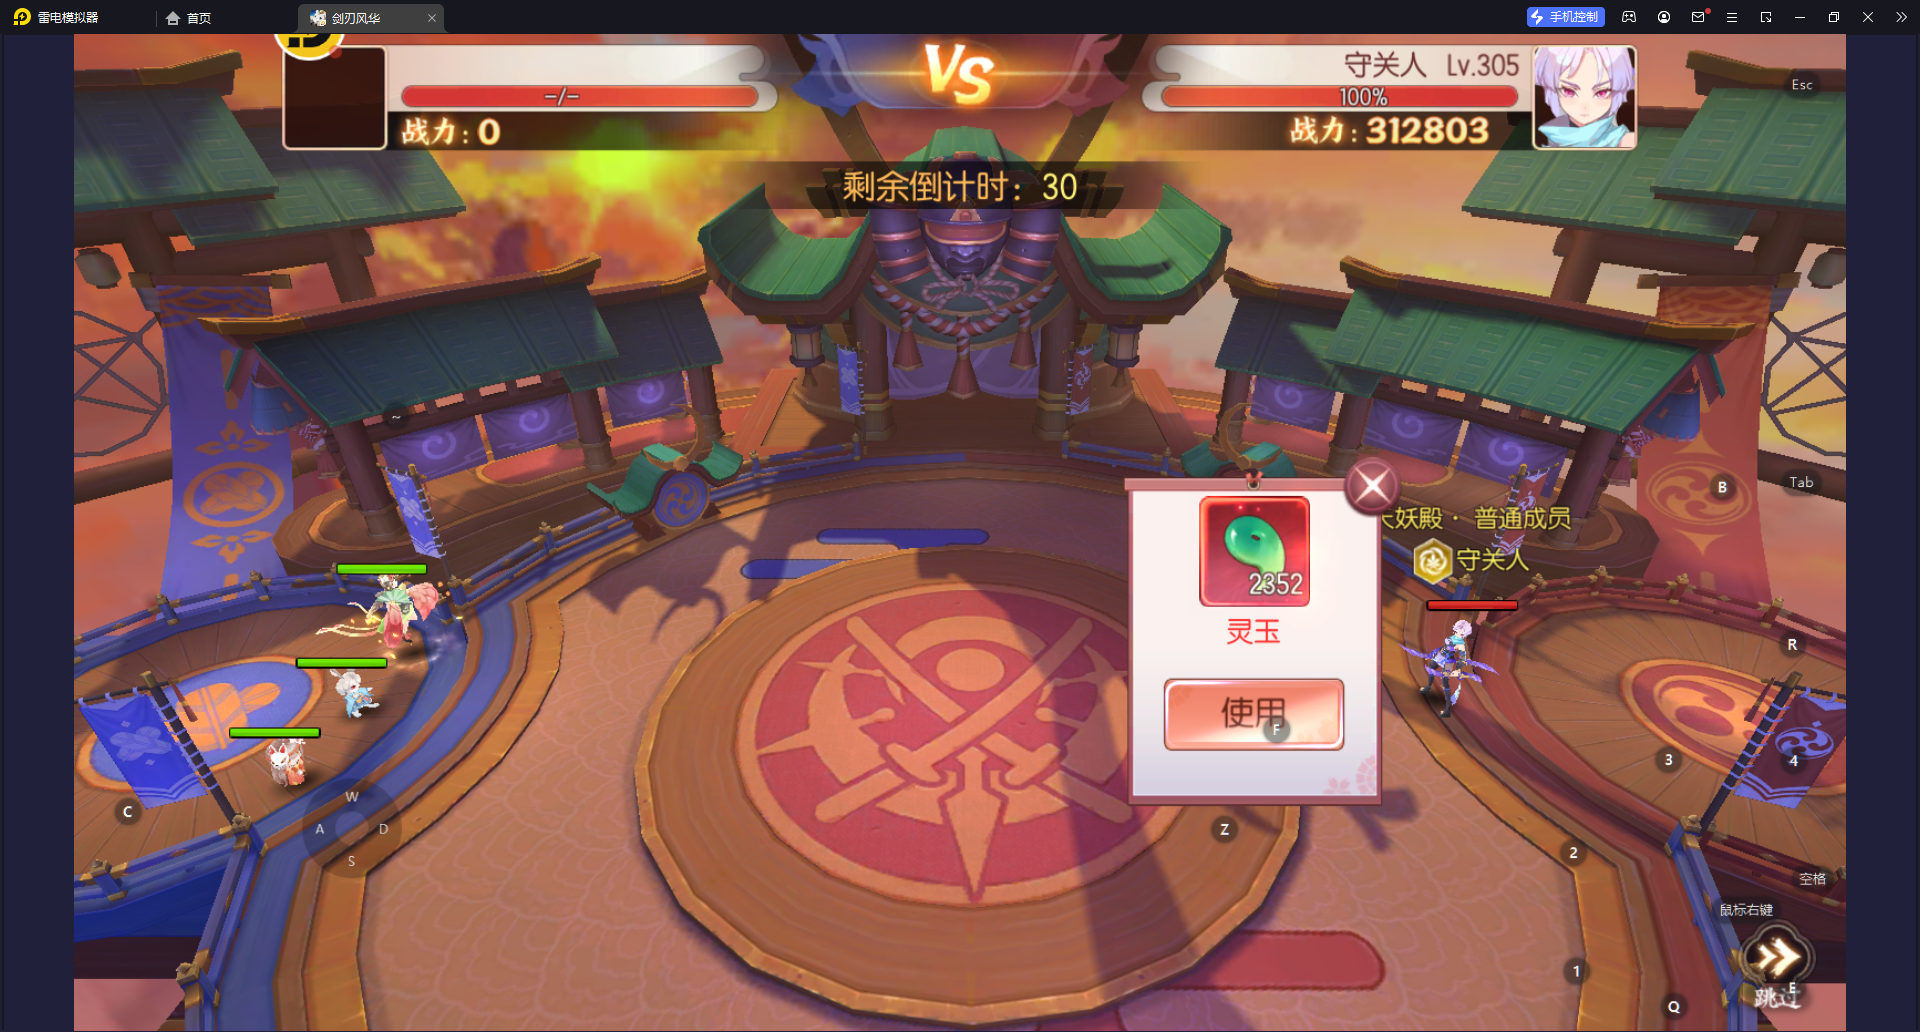 雷电模拟器
首页
剑刃风华
手机控制
VS
-/-
战力:0
守关人 Lv.305
100%
战力:312803
剩余倒计时：30
Esc
~
B
Tab
天妖殿·普通成员
守关人
2352
灵玉
使用
F
R
3
4
C
W
A
D
S
Z
2
空格
鼠标右键
1
E
跳过
Q